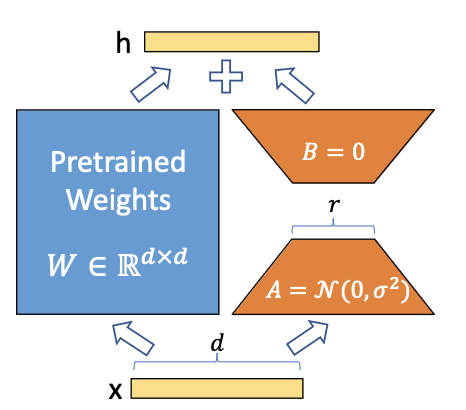 h
Pretrained
Weights
W ∈ ℝ^{d×d}
B = 0
r
A = 𝒩(0, σ²)
d
x